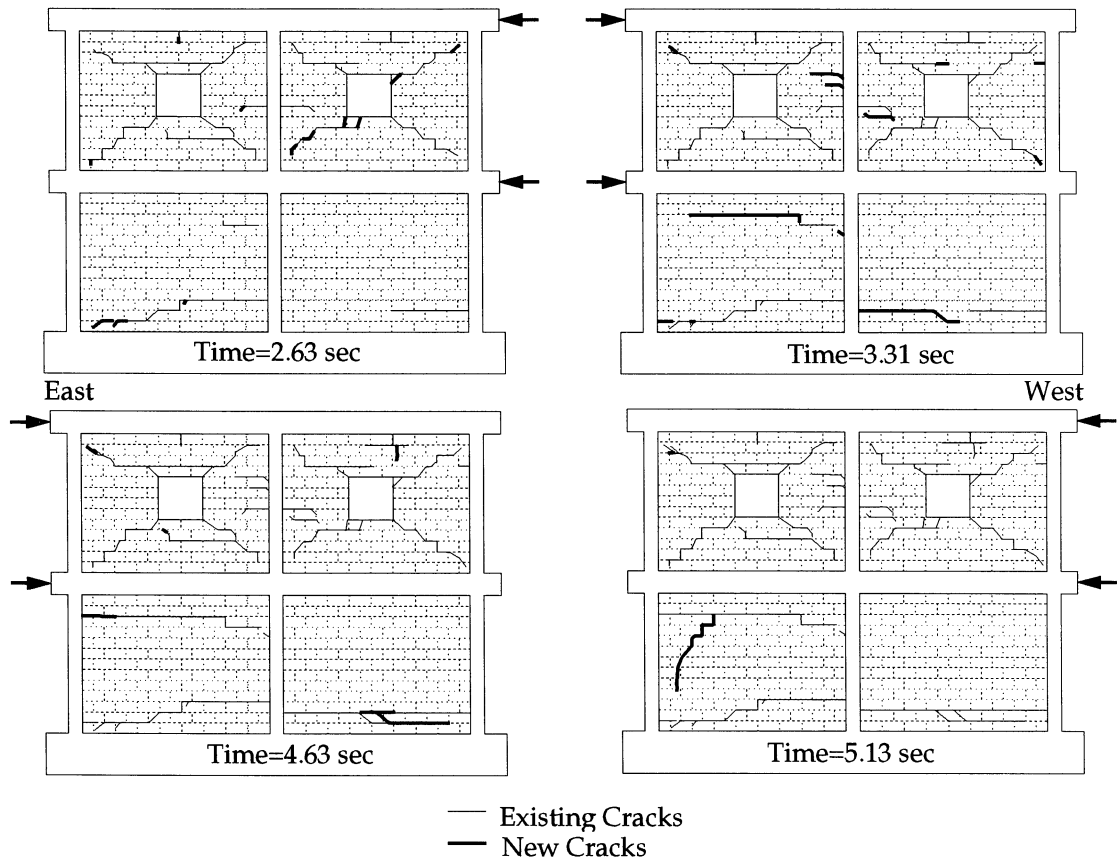 Time=2.63 sec
Time=3.31 sec
East
West
Time=4.63 sec
Time=5.13 sec
Existing Cracks
New Cracks